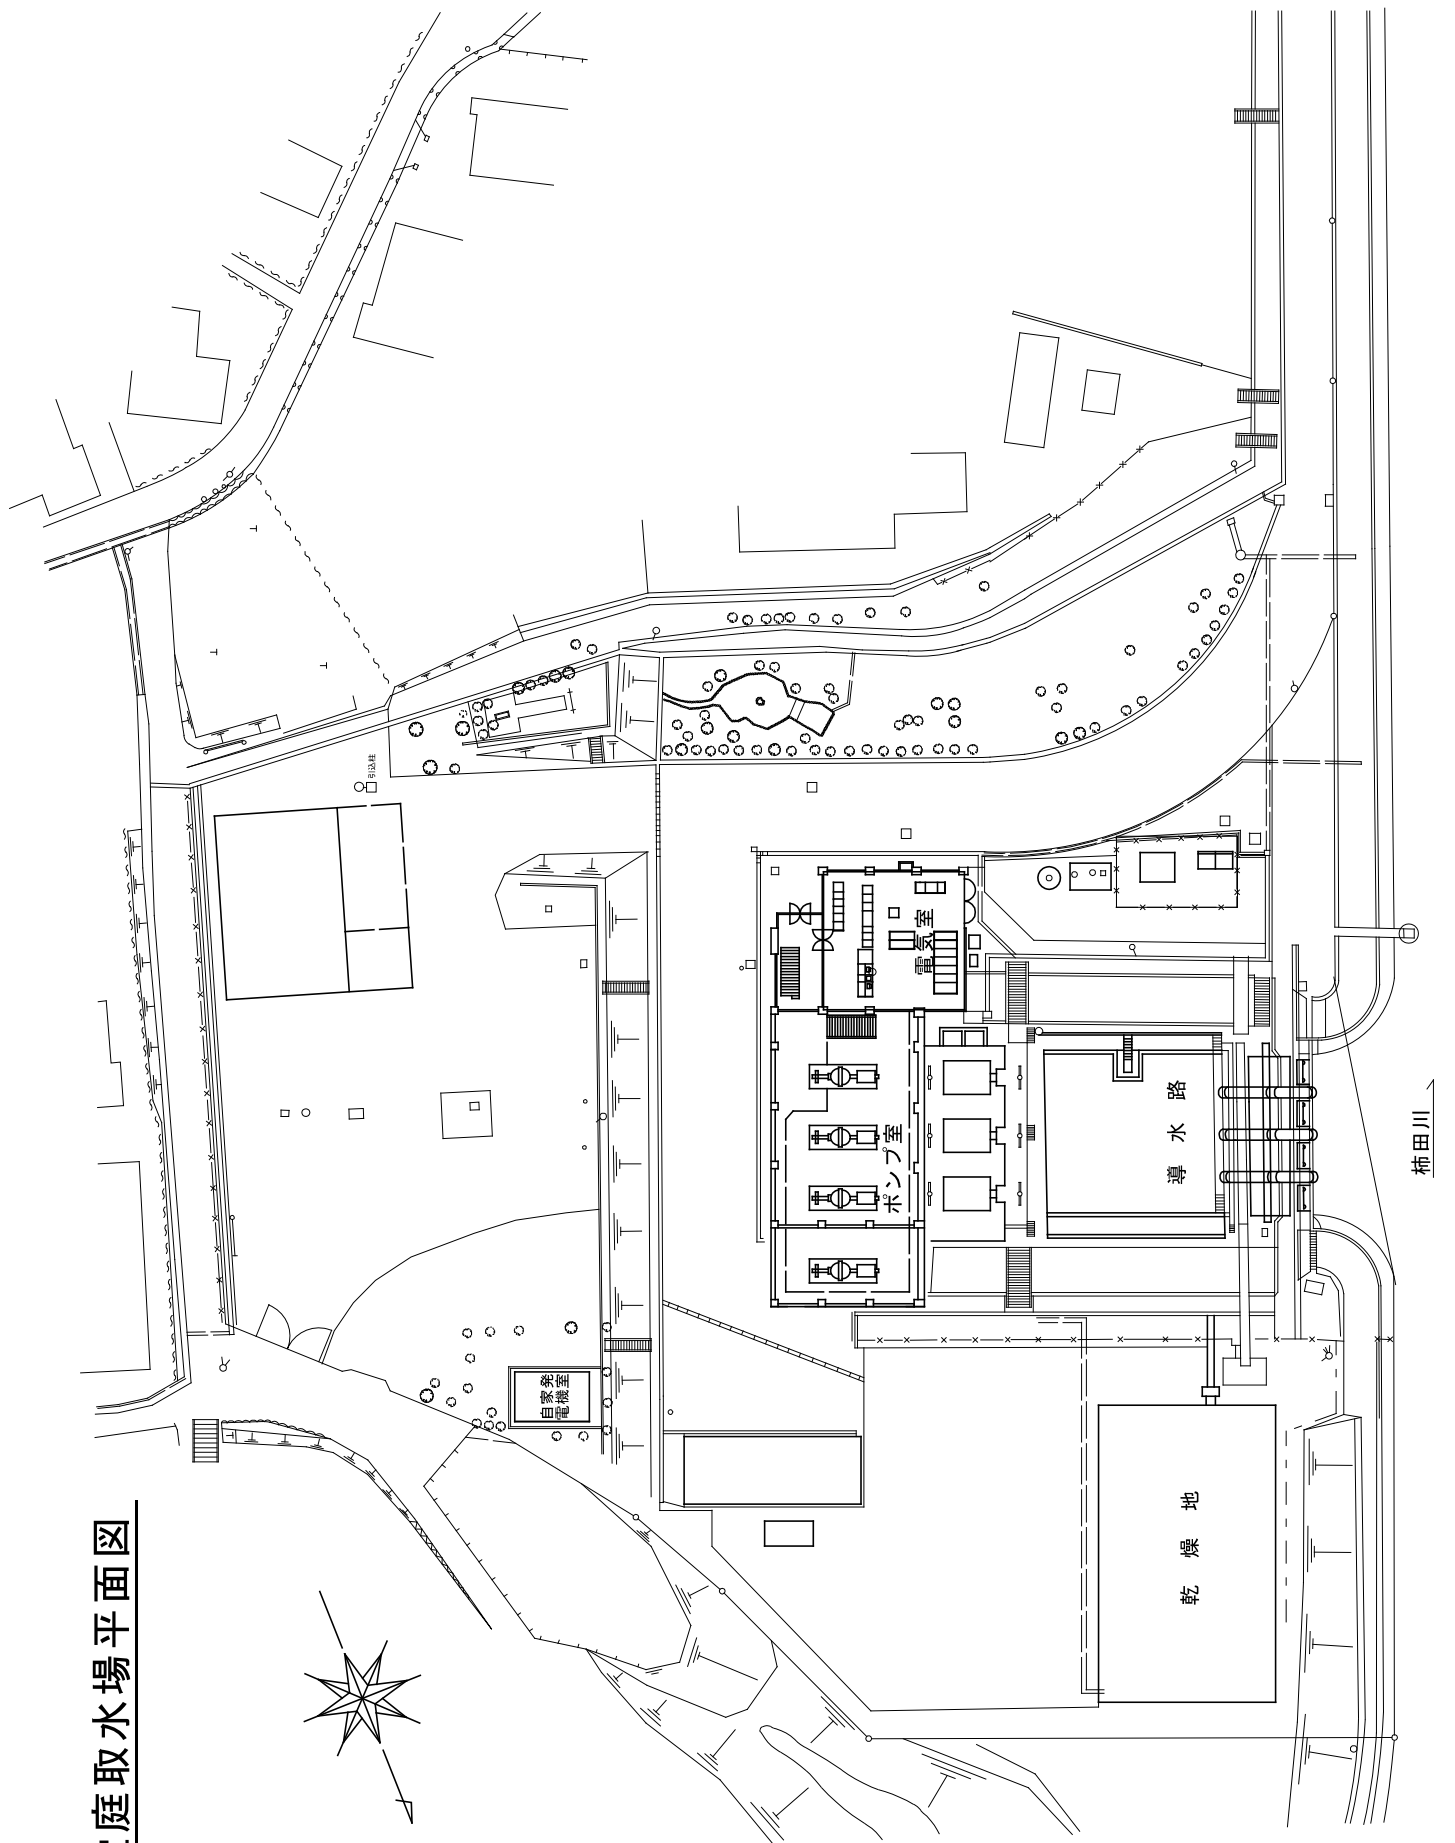 庭取水場平面図
引込柱
電気室
ポンプ室
導水路
自家発
電機室
乾燥地
柿田川